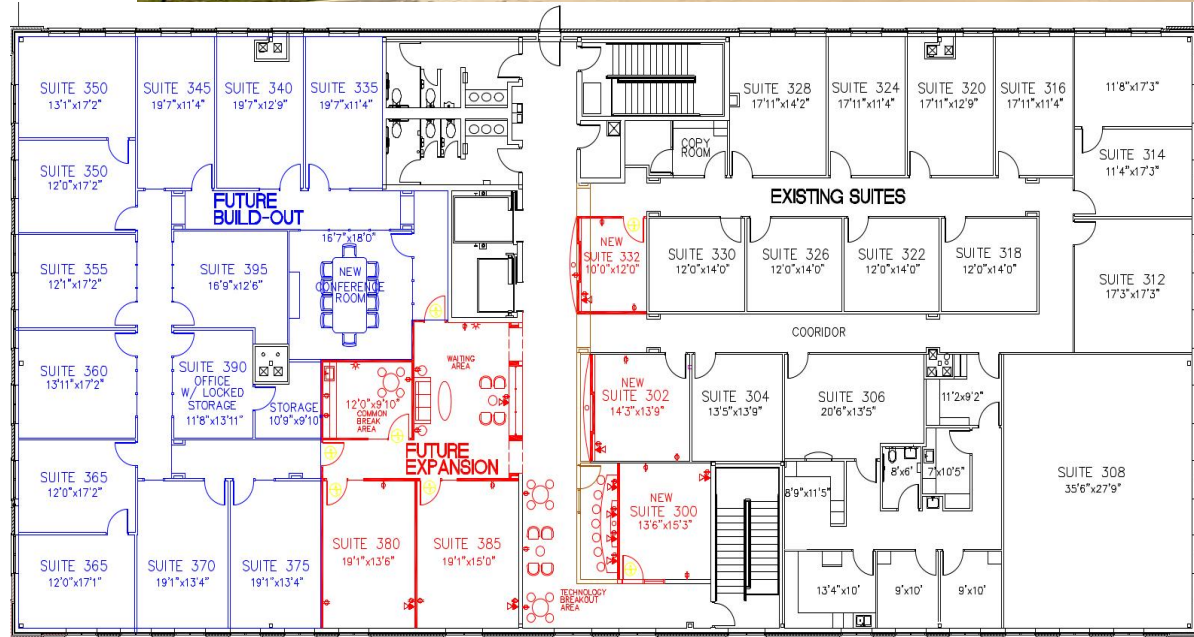 SUITE 350
13'1"x17'2"
SUITE 345
19'7"x11'4"
SUITE 340
19'7"x12'9"
SUITE 335
19'7"x11'4"
SUITE 328
17'11"x14'2"
SUITE 324
17'11"x11'4"
SUITE 320
17'11"x12'9"
SUITE 316
17'11"x11'4"
11'8"x17'3"
COPY
ROOM
SUITE 314
11'4"x17'3"
SUITE 350
12'0"x17'2"
FUTURE
BUILD-OUT
EXISTING SUITES
16'7"x18'0"
NEW
CONFERENCE
ROOM
SUITE 355
12'1"x17'2"
SUITE 395
16'9"x12'6"
NEW
SUITE 332
10'0"x12'0"
SUITE 330
12'0"x14'0"
SUITE 326
12'0"x14'0"
SUITE 322
12'0"x14'0"
SUITE 318
12'0"x14'0"
SUITE 312
17'3"x17'3"
COORIDOR
SUITE 360
13'11"x17'2"
SUITE 390
OFFICE
W/ LOCKED
STORAGE
11'8"x13'11"
STORAGE
10'9"x9'10"
12'0"x9'10"
COMMON
BREAK
AREA
WAITING
AREA
NEW
SUITE 302
14'3"x13'9"
SUITE 304
13'5"x13'9"
SUITE 306
20'6"x13'5"
11'2"x9'2"
FUTURE
EXPANSION
SUITE 365
12'0"x17'2"
NEW
SUITE 300
13'6"x15'3"
8'9"x11'5"
8'x6'
7'x10'5"
SUITE 308
35'6"x27'9"
SUITE 365
12'0"x17'1"
SUITE 370
19'1"x13'4"
SUITE 375
19'1"x13'4"
SUITE 380
19'1"x13'6"
SUITE 385
19'1"x15'0"
TECHNOLOGY
BREAKOUT
AREA
13'4"x10'
9'x10'
9'x10'